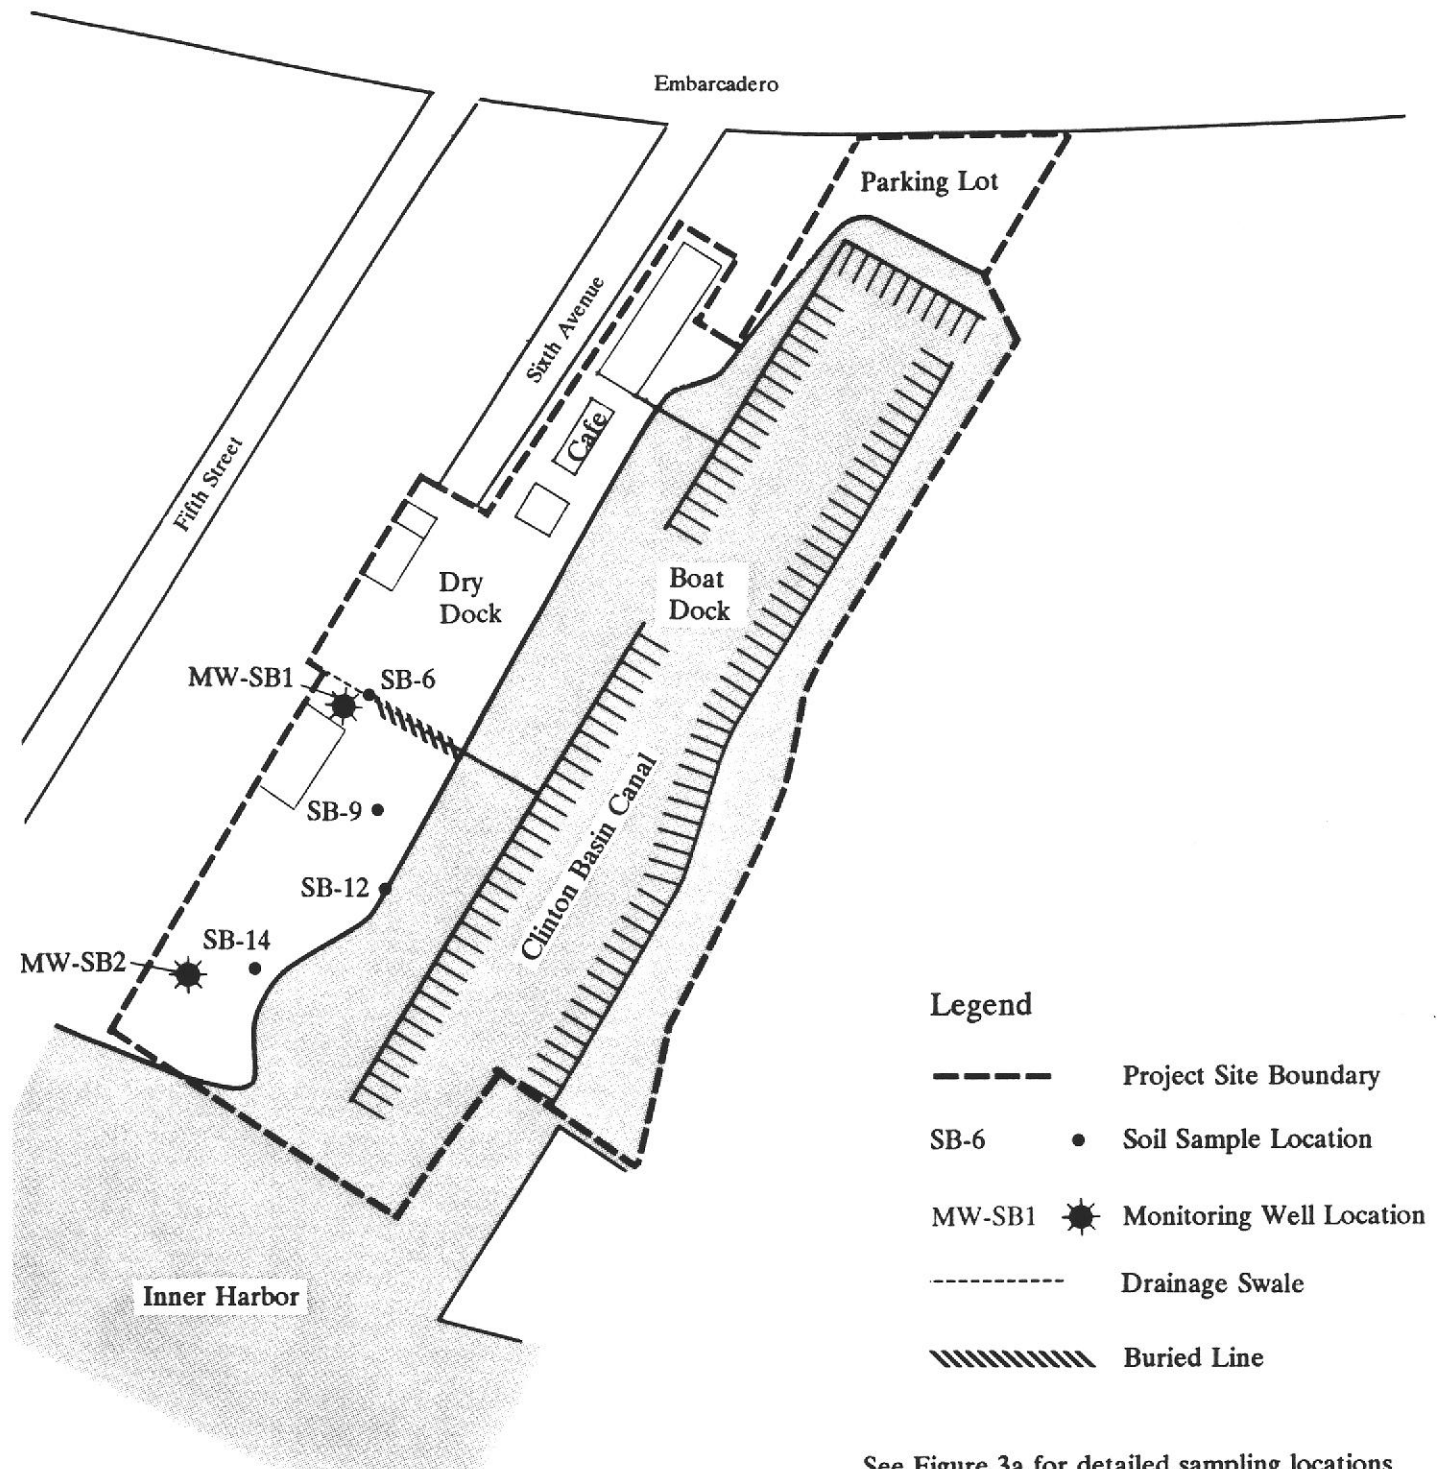 Embarcadero
Parking Lot
Sixth Avenue
Cafe
Fifth Street
Dry
Dock
Boat
Dock
MW-SB1
SB-6
SB-9
Clinton Basin Canal
SB-12
SB-14
MW-SB2
Inner Harbor
Legend
Project Site Boundary
SB-6 Soil Sample Location
MW-SB1 Monitoring Well Location
Drainage Swale
Buried Line
See Figure 3a for detailed sampling locations